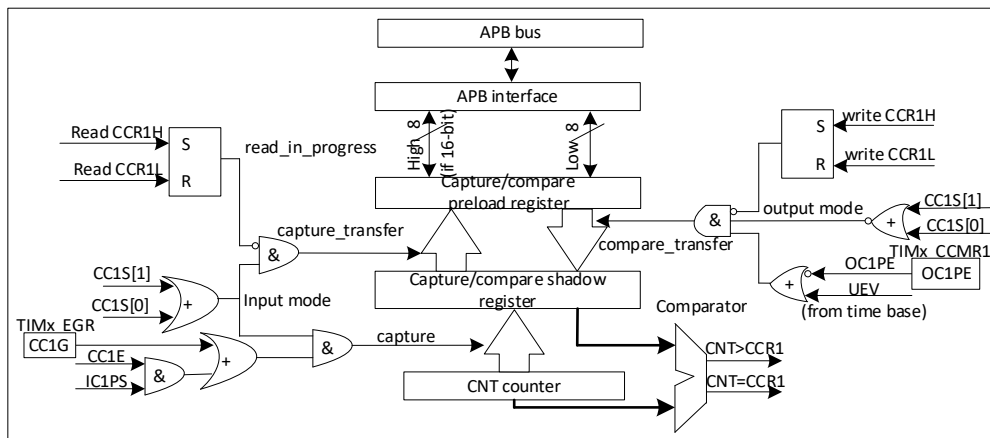 APB bus
APB interface
High 8
(if 16-bit)
Low 8
Read CCR1H
Read CCR1L
S
R
read_in_progress
Capture/compare
preload register
S
R
write CCR1H
write CCR1L
&
capture_transfer
CC1S[1]
CC1S[0]
+
Input mode
&
compare_transfer
output mode
+
CC1S[1]
CC1S[0]
TIMx_CCMR1
OC1PE
OC1PE
+
UEV
(from time base)
Capture/compare shadow
register
Comparator
TIMx_EGR
CC1G
CC1E
IC1PS
&
+
&
capture
CNT counter
CNT>CCR1
CNT=CCR1